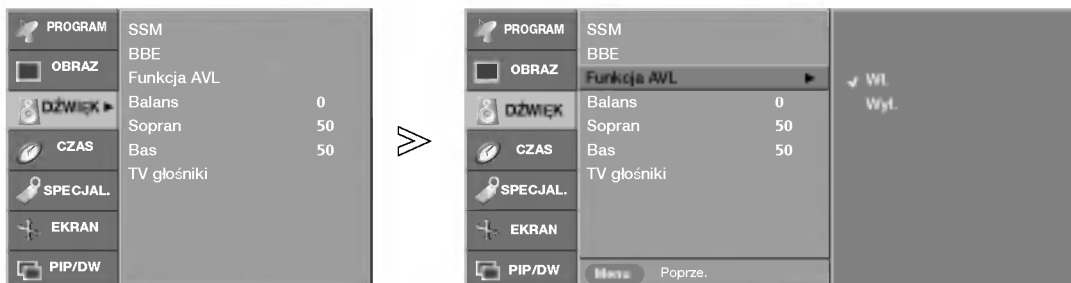 PROGRAM
OBRAZ
DŹWIĘK
CZAS
SPECJAL.
EKRAN
PIP/DW
SSM
BBE
Funkcja AVL
Balans 0
Sopran 50
Bas 50
TV głośniki
PROGRAM
OBRAZ
DŹWIĘK
CZAS
SPECJAL.
EKRAN
PIP/DW
SSM
BBE
Funkcja AVL
Balans 0
Sopran 50
Bas 50
TV głośniki
Menu Poprze.
Wł.
Wył.